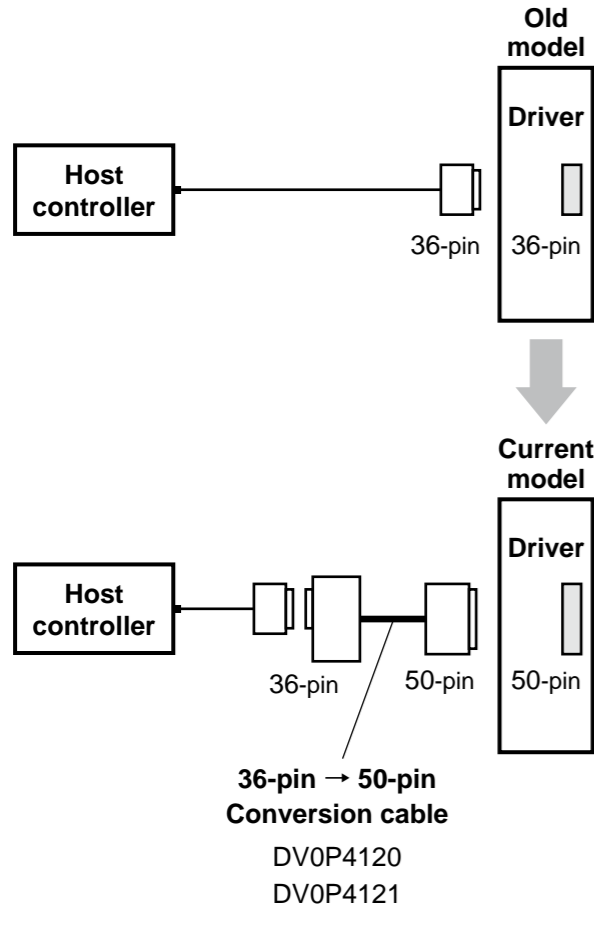 Old
model
Driver
Host
controller
36-pin
36-pin
Current
model
Driver
Host
controller
36-pin
50-pin
50-pin
36-pin → 50-pin
Conversion cable
DV0P4120
DV0P4121